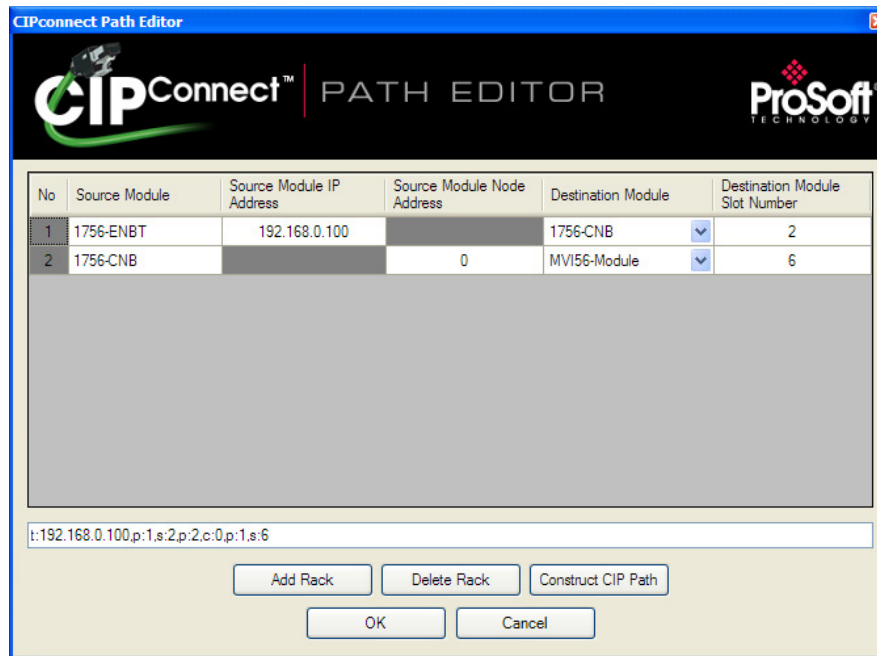 CIPconnect Path Editor
CIPConnect™ PATH EDITOR
ProSoft
TECHNOLOGY
No Source Module Source Module IP Address Source Module Node Address Destination Module Destination Module Slot Number
1 1756-ENBT 192.168.0.100 1756-CNB 2
2 1756-CNB 0 MVI56-Module 6
t:192.168.0.100,p:1,s:2,p:2,c:0,p:1,s:6
Add Rack Delete Rack Construct CIP Path
OK Cancel